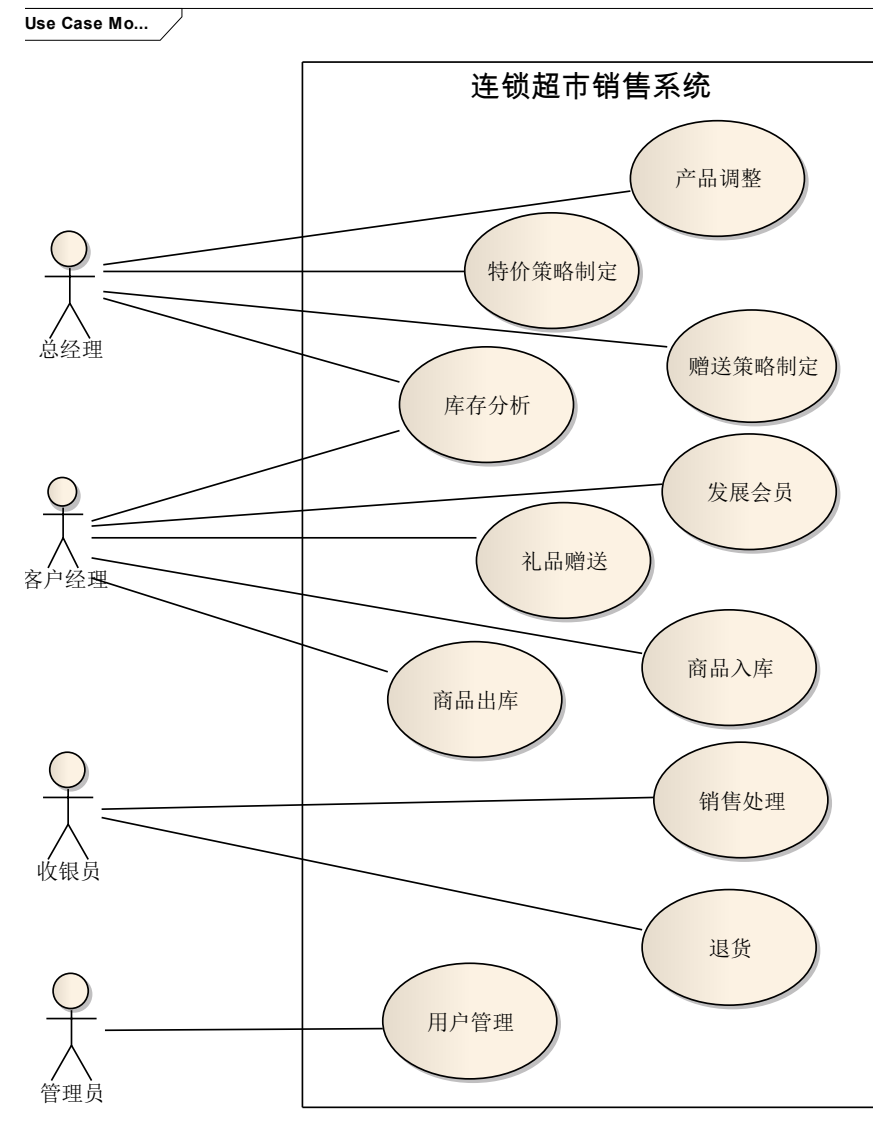 Use Case Mo...
连锁超市销售系统
产品调整
特价策略制定
总经理
赠送策略制定
库存分析
发展会员
礼品赠送
客户经理
商品入库
商品出库
销售处理
收银员
退货
用户管理
管理员